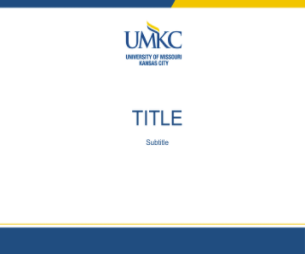 UMKC
UNIVERSITY OF MISSOURI
KANSAS CITY
TITLE
Subtitle